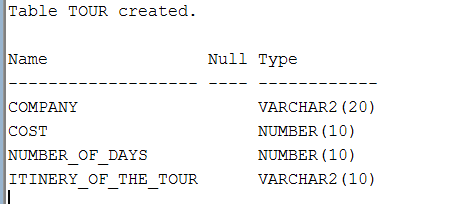 Table TOUR created.
Name Null Type
------------------- ---- ------------
COMPANY VARCHAR2(20)
COST NUMBER(10)
NUMBER_OF_DAYS NUMBER(10)
ITINERY_OF_THE_TOUR VARCHAR2(10)